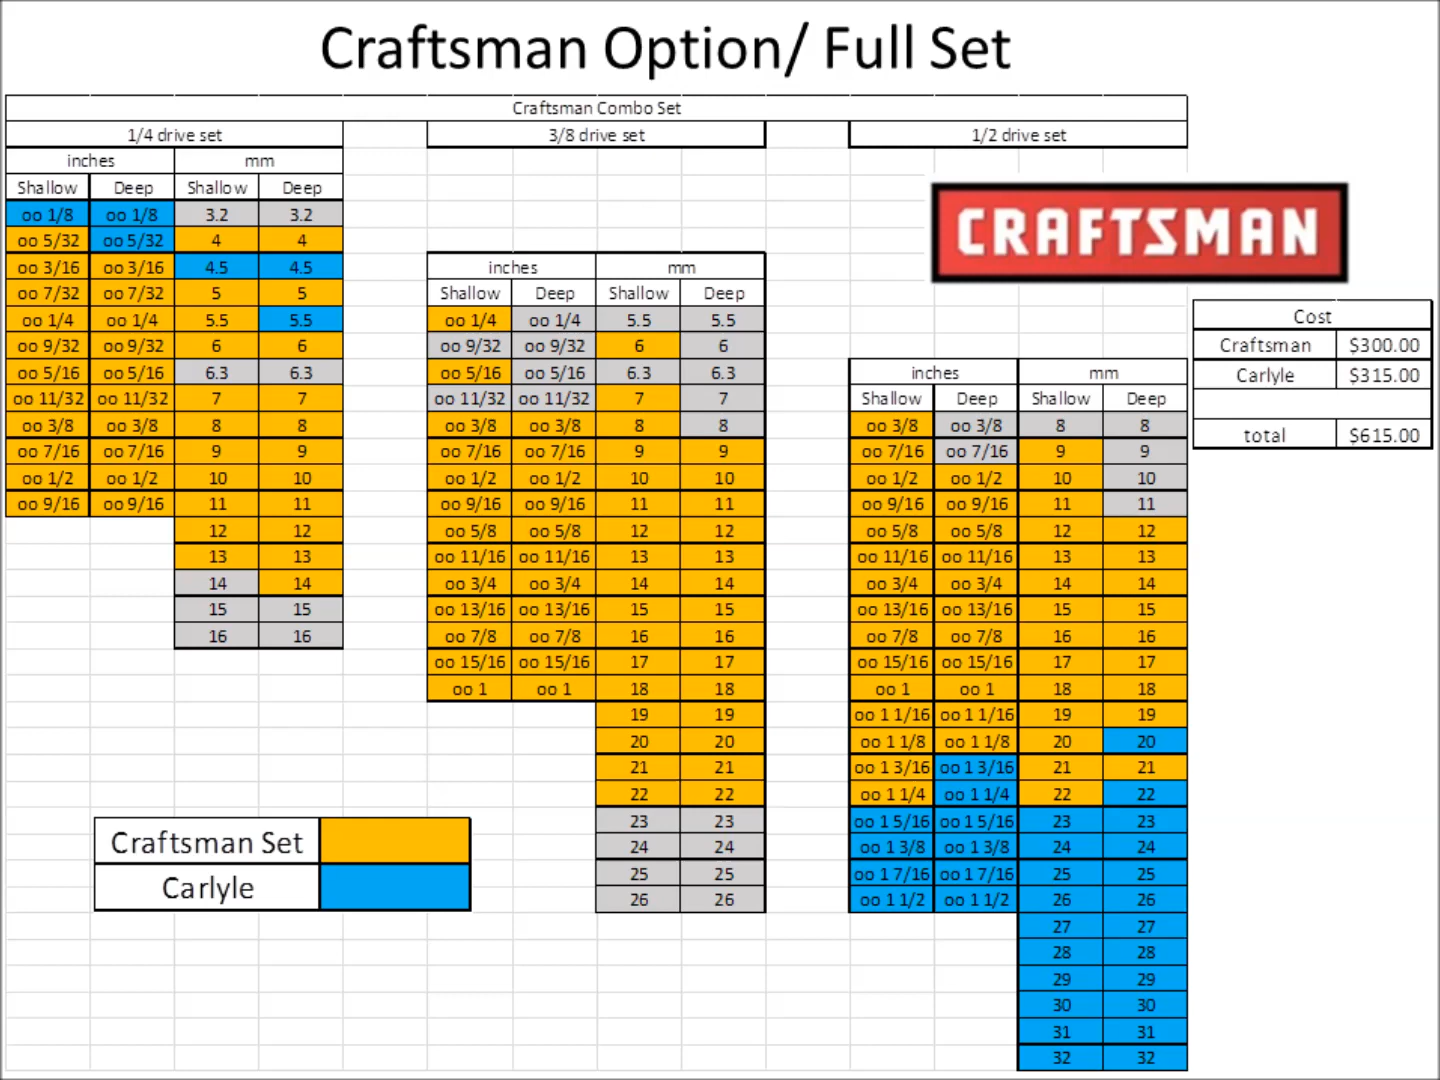 Craftsman Option/ Full Set
Craftsman Combo Set
1/4 drive set 3/8 drive set 1/2 drive set
inches mm
Shallow Deep Shallow Deep
oo 1/8 oo 1/8 3.2 3.2
CRAFTSMAN
oo 5/32 oo 5/32 4 4
oo 3/16 oo 3/16 4.5 4.5 inches mm
oo 7/32 oo 7/32 5 5 Shallow Deep Shallow Deep
oo 1/4 oo 1/4 5.5 5.5 oo 1/4 oo 1/4 5.5 5.5 Cost
oo 9/32 oo 9/32 6 6 oo 9/32 oo 9/32 6 6 Craftsman $300.00
oo 5/16 oo 5/16 6.3 6.3 oo 5/16 oo 5/16 6.3 6.3 inches mm Carlyle $315.00
oo 11/32 oo 11/32 7 7 oo 11/32 oo 11/32 7 7 Shallow Deep Shallow Deep
oo 3/8 oo 3/8 8 8 oo 3/8 oo 3/8 8 8 oo 3/8 oo 3/8 8 8 total $615.00
oo 7/16 oo 7/16 9 9 oo 7/16 oo 7/16 9 9 oo 7/16 oo 7/16 9 9
oo 1/2 oo 1/2 10 10 oo 1/2 oo 1/2 10 10 oo 1/2 oo 1/2 10 10
oo 9/16 oo 9/16 11 11 oo 9/16 oo 9/16 11 11 oo 9/16 oo 9/16 11 11
12 12 oo 5/8 oo 5/8 12 12 oo 5/8 oo 5/8 12 12
13 13 oo 11/16 oo 11/16 13 13 oo 11/16 oo 11/16 13 13
14 14 oo 3/4 oo 3/4 14 14 oo 3/4 oo 3/4 14 14
15 15 oo 13/16 oo 13/16 15 15 oo 13/16 oo 13/16 15 15
16 16 oo 7/8 oo 7/8 16 16 oo 7/8 oo 7/8 16 16
oo 15/16 oo 15/16 17 17 oo 15/16 oo 15/16 17 17
oo 1 oo 1 18 18 oo 1 oo 1 18 18
19 19 oo 1 1/16 oo 1 1/16 19 19
20 20 oo 1 1/8 oo 1 1/8 20 20
21 21 oo 1 3/16 oo 1 3/16 21 21
22 22 oo 1 1/4 oo 1 1/4 22 22
23 23 oo 1 5/16 oo 1 5/16 23 23
Craftsman Set 24 24 oo 1 3/8 oo 1 3/8 24 24
Carlyle 25 25 oo 1 7/16 oo 1 7/16 25 25
26 26 oo 1 1/2 oo 1 1/2 26 26
27 27
28 28
29 29
30 30
31 31
32 32